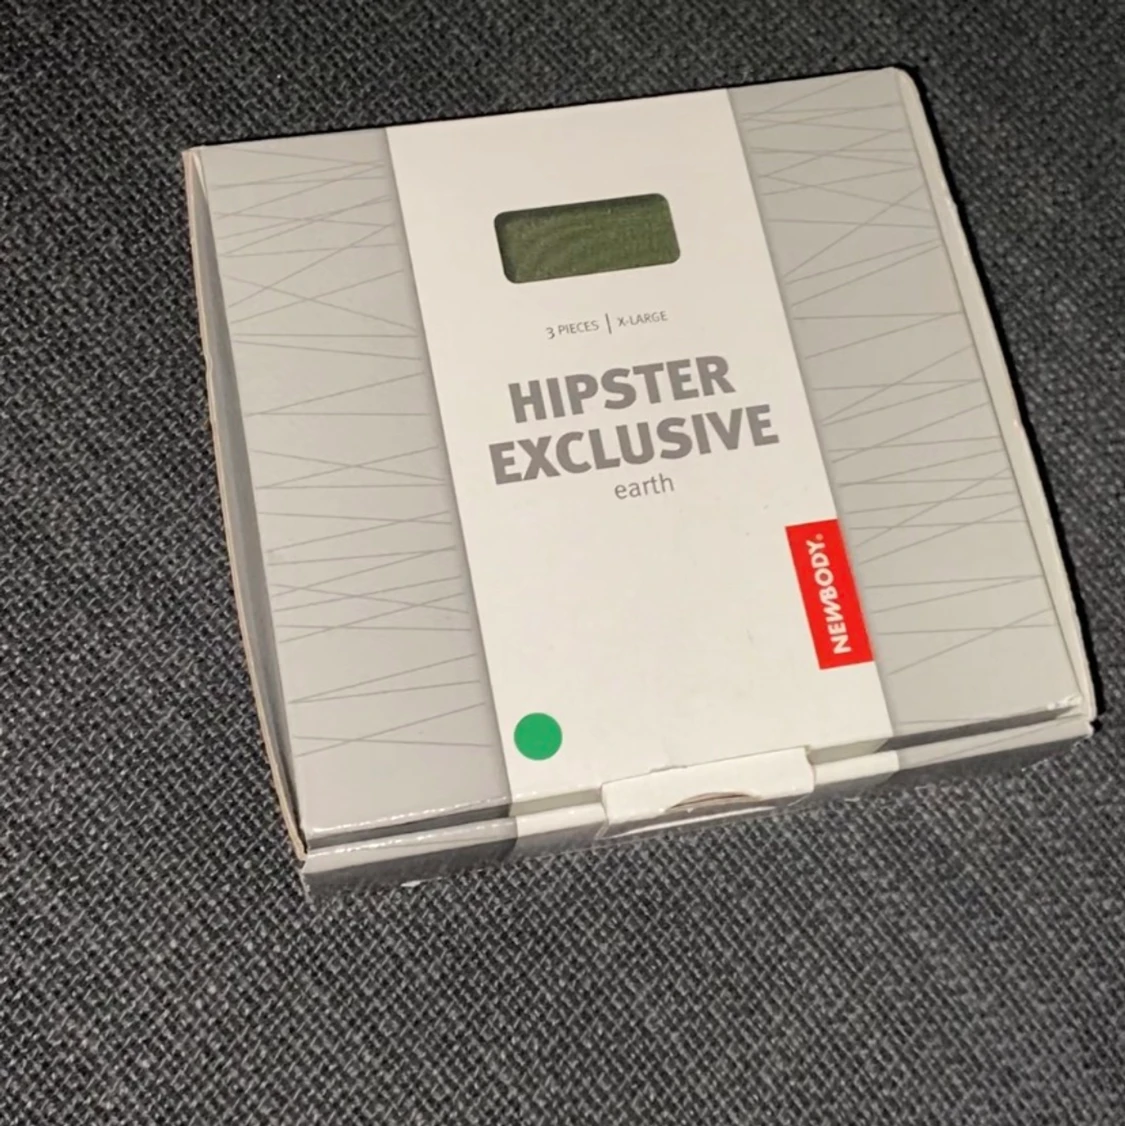 3 PIECES | X-LARGE
HIPSTER
EXCLUSIVE
earth
NEWBODY®